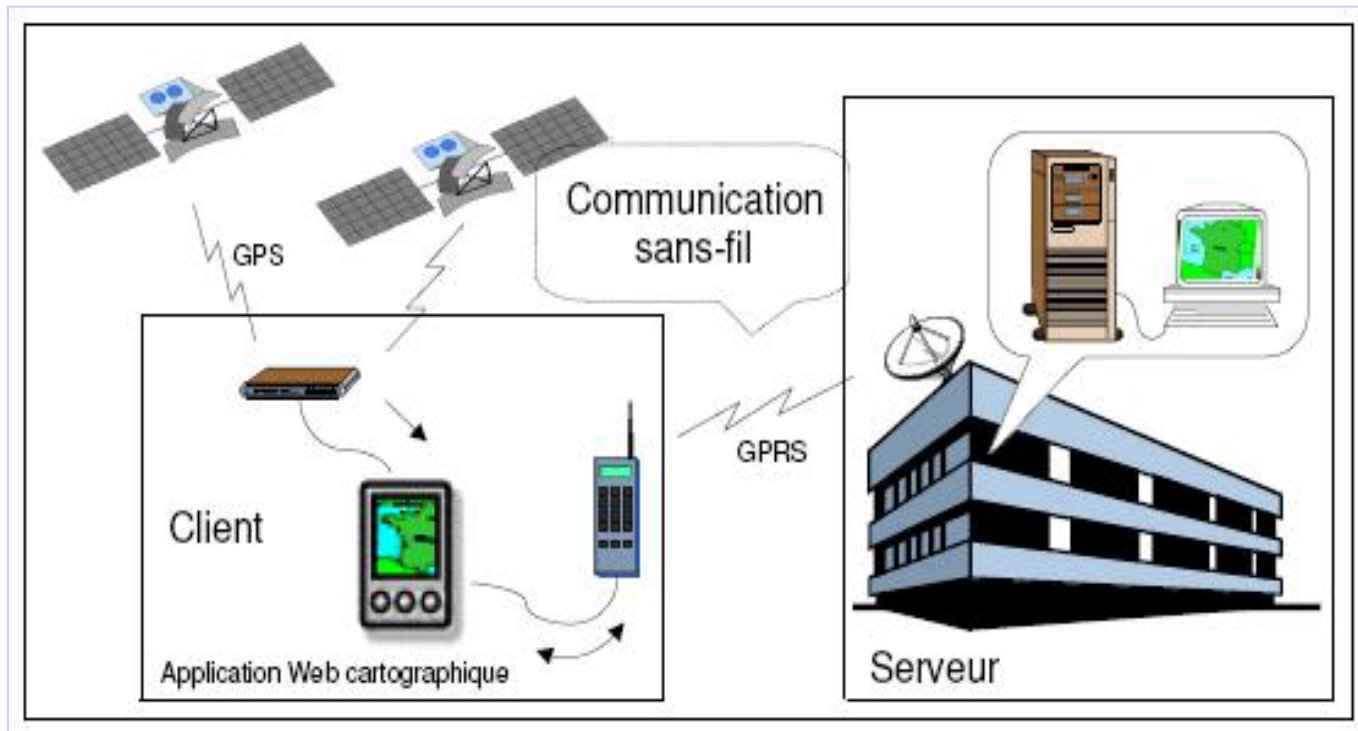 Communication
sans-fil
GPS
GPRS
Client
Application Web cartographique
Serveur